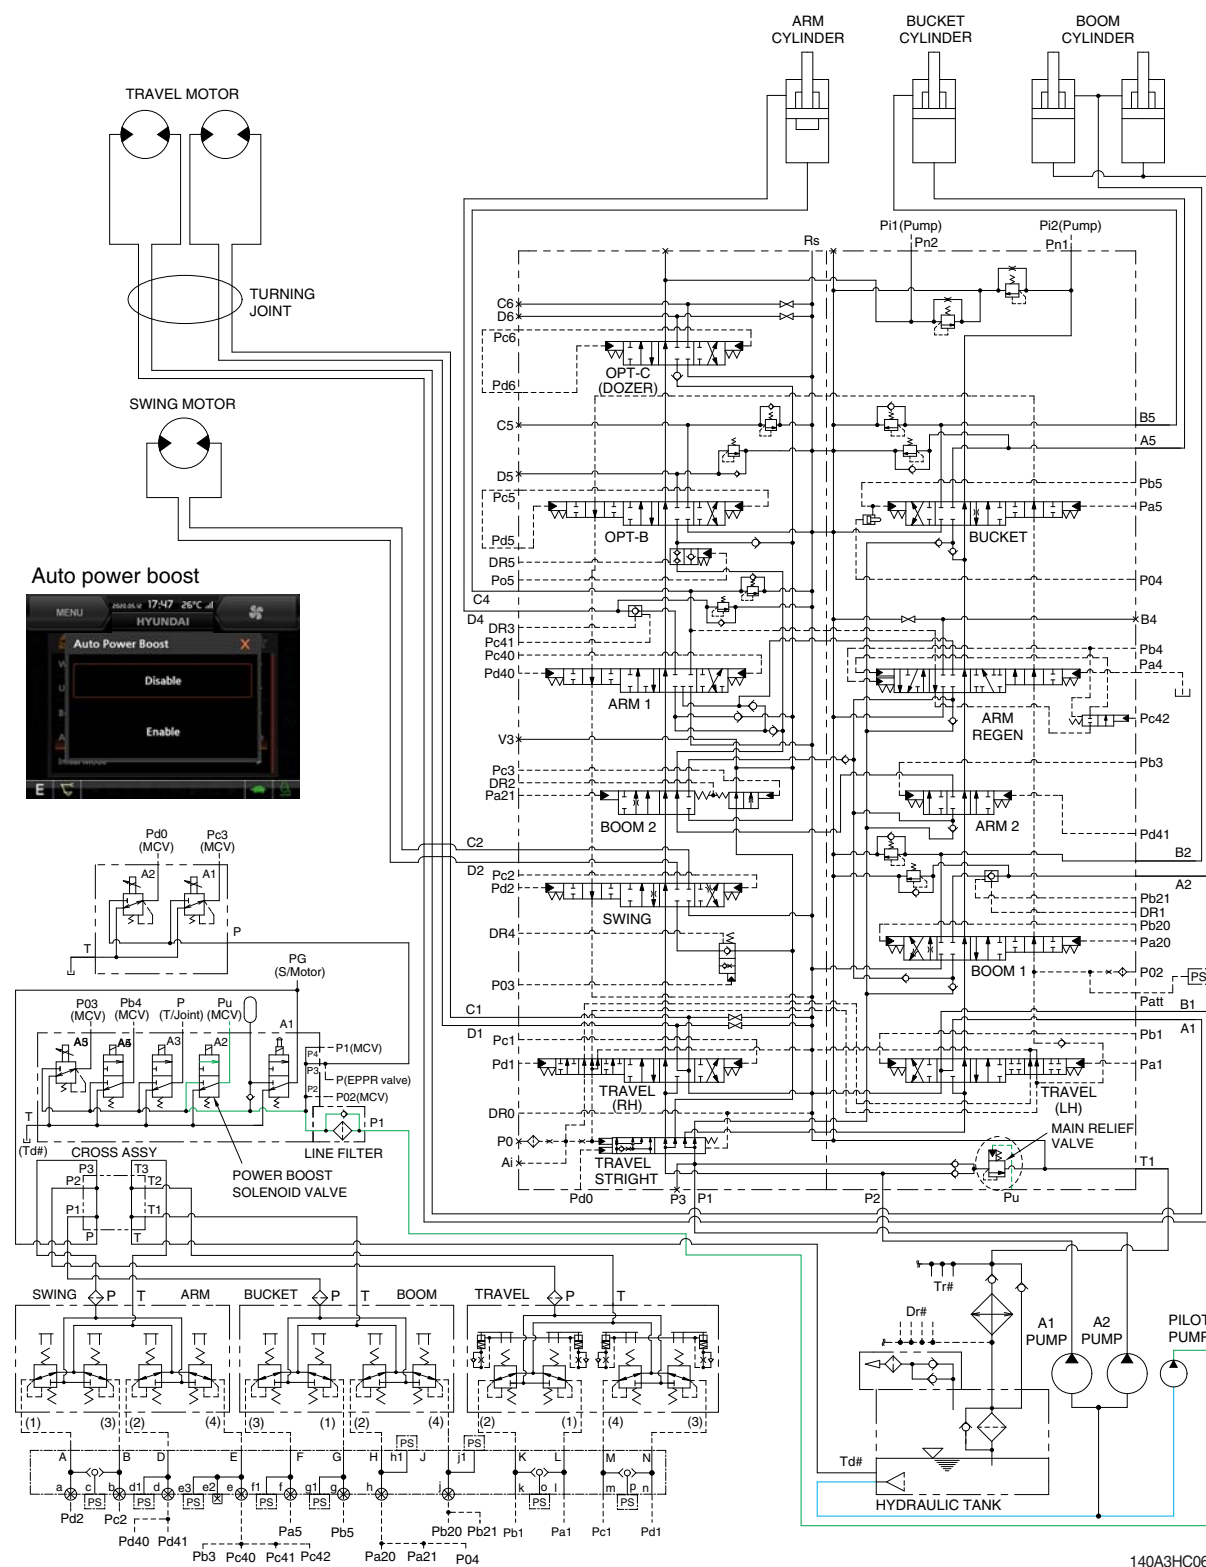 ARM
CYLINDER
BUCKET
CYLINDER
BOOM
CYLINDER
TRAVEL MOTOR
TURNING
JOINT
SWING MOTOR
Pi1(Pump)
Pn2
Pi2(Pump)
Pn1
Rs
C6
D6
Pc6
Pd6
OPT-C
(DOZER)
C5
D5
Pc5
Pd5
OPT-B
DR5
Po5
C4
D4
DR3
Pc41
Pc40
Pd40
ARM 1
V3
Pc3
DR2
Pa21
BOOM 2
C2
D2
Pc2
Pd2
SWING
DR4
P03
C1
D1
Pc1
Pd1
TRAVEL
(RH)
DR0
P0
Ai
TRAVEL
STRIGHT
Pd0
P3
P1
P2
Pu
B5
A5
Pb5
Pa5
BUCKET
P04
B4
Pb4
Pa4
ARM
REGEN
Pc42
Pb3
ARM 2
Pd41
B2
A2
Pb21
DR1
Pb20
Pa20
BOOM 1
P02
PS
Patt
B1
A1
Pb1
Pa1
TRAVEL
(LH)
MAIN RELIEF
VALVE
T1
Auto power boost
MENU
17:47 26°C
HYUNDAI
Auto Power Boost X
Disable
Enable
E
Pd0
(MCV)
Pc3
(MCV)
A2
A1
P
T
PG
(S/Motor)
P03
(MCV)
Pb4
(MCV)
P
(T/Joint)
Pu
(MCV)
A1
A5
A4
A3
A2
P4
P1(MCV)
P3
P(EPPR valve)
P2
P02(MCV)
T
(Td#)
P1
LINE FILTER
CROSS ASSY
POWER BOOST
SOLENOID VALVE
P3
T3
P2
T2
P1
T1
P
T
SWING
P
T
ARM
BUCKET
P
T
BOOM
TRAVEL
P
T
(1)
(3)
(2)
(4)
(3)
(1)
(2)
(4)
(2)
(1)
(4)
(3)
A
B
D
E
F
G
H
h1
PS
J
j1
PS
K
L
M
N
a
c
b
d1
d
e3
e2
e
f1
f
g1
g
h
j
k
o
l
m
p
n
PS
PS
PS
PS
PS
PS
PS
Pd2
Pc2
Pd40
Pd41
Pb3
Pc40
Pc41
Pc42
Pa5
Pb5
Pa20
Pa21
P04
Pb20
Pb21
Pb1
Pa1
Pc1
Pd1
Tr#
Dr#
A1
PUMP
A2
PUMP
PILOT
PUMP
Td#
HYDRAULIC TANK
140A3HC06